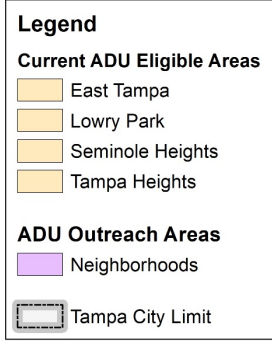 Legend
Current ADU Eligible Areas
East Tampa
Lowry Park
Seminole Heights
Tampa Heights
ADU Outreach Areas
Neighborhoods
Tampa City Limit